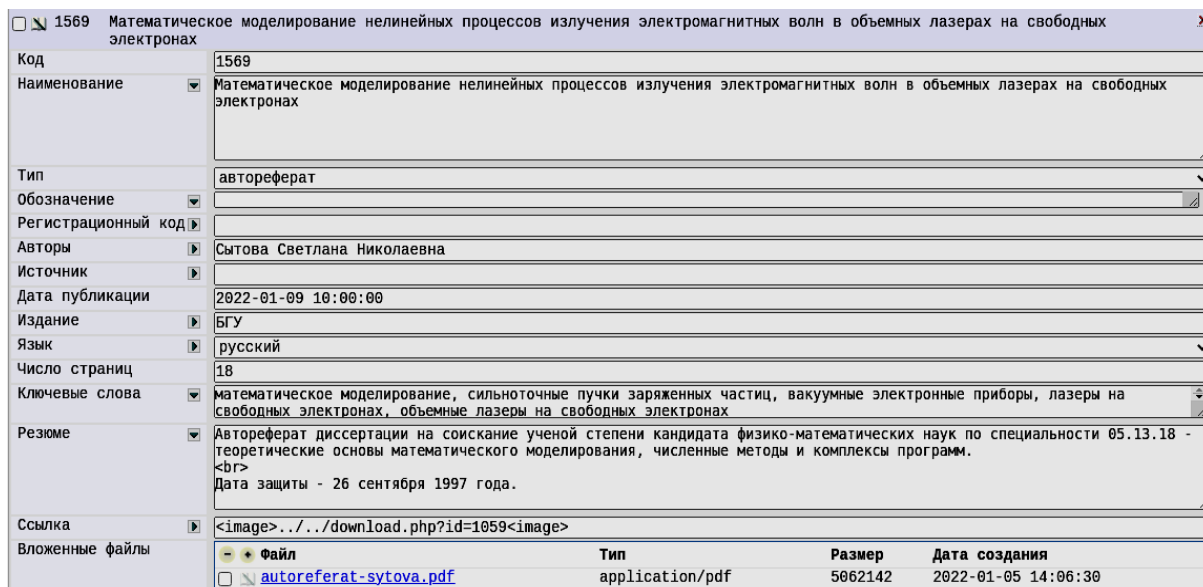 1569 Математическое моделирование нелинейных процессов излучения электромагнитных волн в объемных лазерах на свободных
электронах
Код 1569
Наименование Математическое моделирование нелинейных процессов излучения электромагнитных волн в объемных лазерах на свободных
электронах
Тип автореферат
Обозначение
Регистрационный код
Авторы Сытова Светлана Николаевна
Источник
Дата публикации 2022-01-09 10:00:00
Издание БГУ
Язык русский
Число страниц 18
Ключевые слова математическое моделирование, сильноточные пучки заряженных частиц, вакуумные электронные приборы, лазеры на
свободных электронах, объемные лазеры на свободных электронах
Резюме Автореферат диссертации на соискание ученой степени кандидата физико-математических наук по специальности 05.13.18 -
теоретические основы математического моделирования, численные методы и комплексы программ.
<br>
Дата защиты - 26 сентября 1997 года.
Ссылка <image>../../download.php?id=1059<image>
Вложенные файлы - + Файл Тип Размер Дата создания
autoreferat-sytova.pdf application/pdf 5062142 2022-01-05 14:06:30